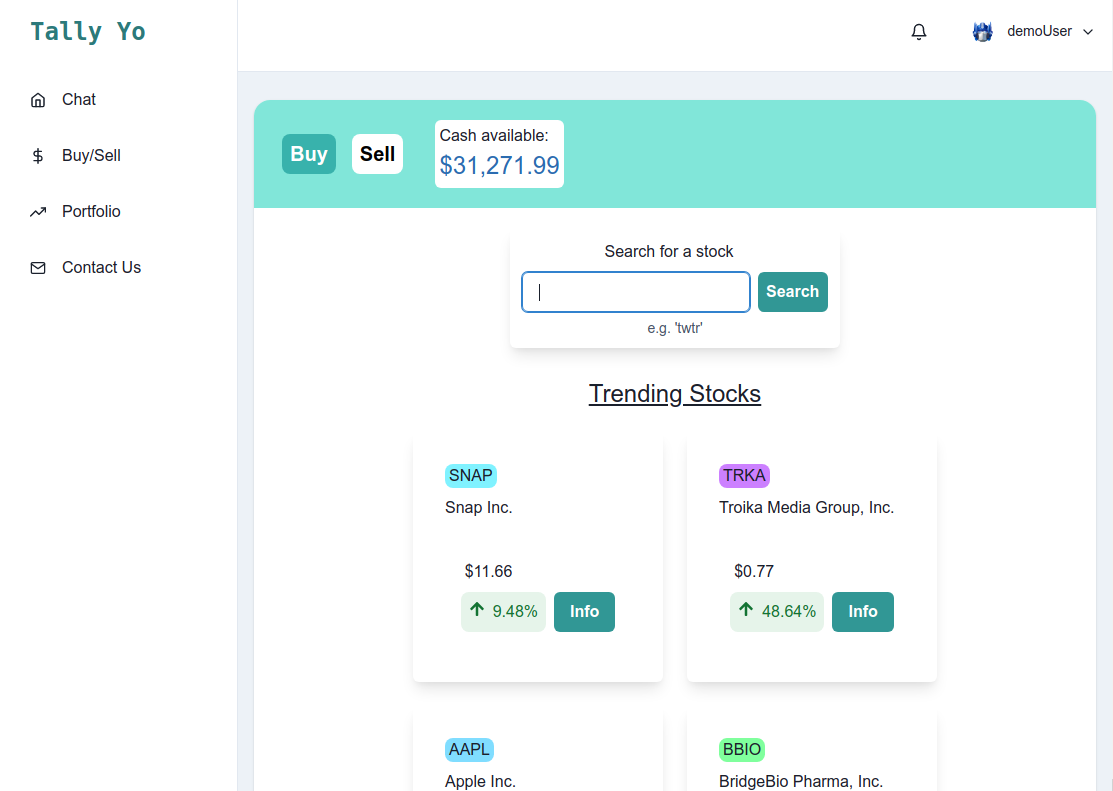 Tally Yo
demoUser
Chat
Buy/Sell
Portfolio
Contact Us
Buy
Sell
Cash available:
$31,271.99
Search for a stock
Search
e.g. 'twtr'
Trending Stocks
SNAP
Snap Inc.
$11.66
9.48%
Info
TRKA
Troika Media Group, Inc.
$0.77
48.64%
Info
AAPL
Apple Inc.
BBIO
BridgeBio Pharma, Inc.